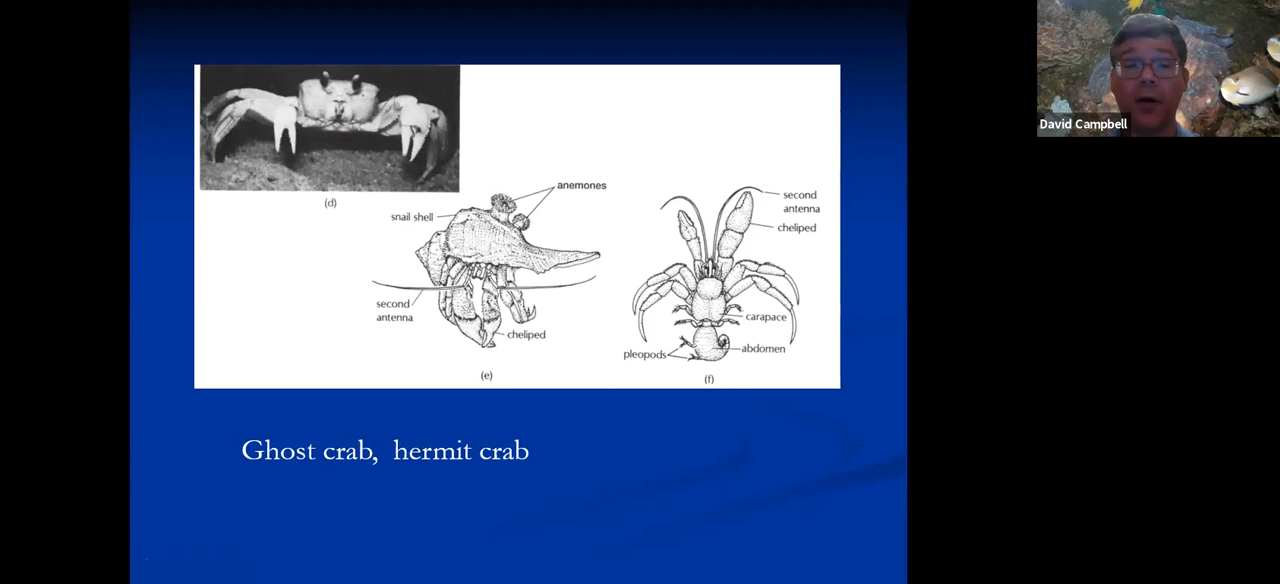 David Campbell
(d)
anemones
snail shell
second
antenna
cheliped
(e)
second
antenna
cheliped
carapace
pleopods
abdomen
(f)
Ghost crab, hermit crab